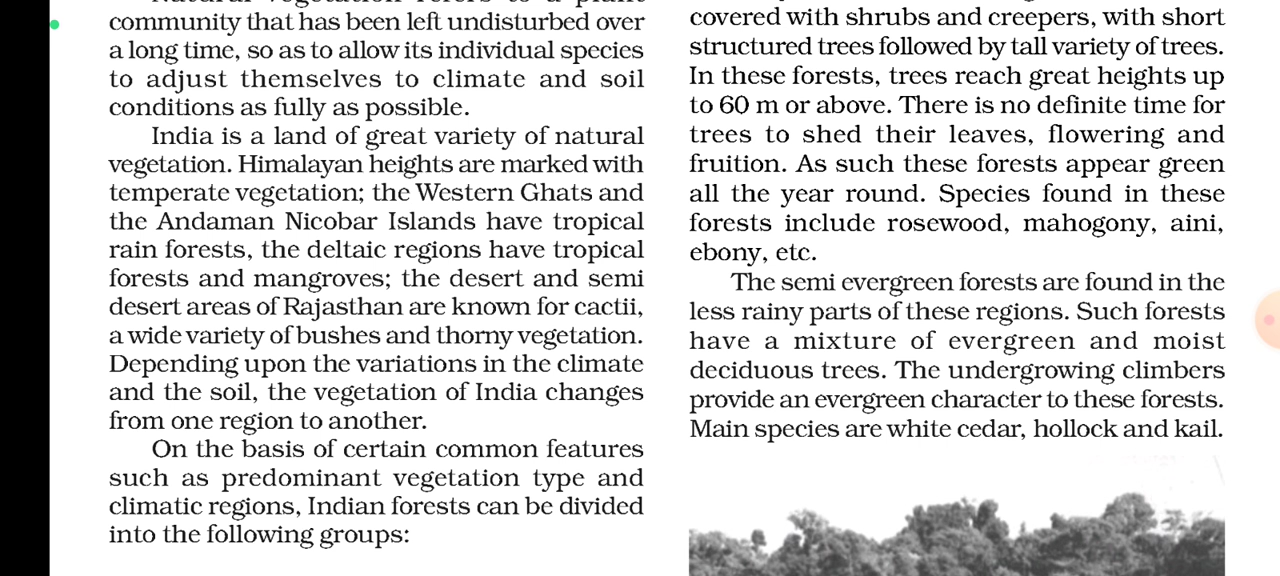 community that has been left undisturbed over
a long time, so as to allow its individual species
to adjust themselves to climate and soil
conditions as fully as possible.
India is a land of great variety of natural
vegetation. Himalayan heights are marked with
temperate vegetation; the Western Ghats and
the Andaman Nicobar Islands have tropical
rain forests, the deltaic regions have tropical
forests and mangroves; the desert and semi
desert areas of Rajasthan are known for cactii,
a wide variety of bushes and thorny vegetation.
Depending upon the variations in the climate
and the soil, the vegetation of India changes
from one region to another.
On the basis of certain common features
such as predominant vegetation type and
climatic regions, Indian forests can be divided
into the following groups:
covered with shrubs and creepers, with short
structured trees followed by tall variety of trees.
In these forests, trees reach great heights up
to 60 m or above. There is no definite time for
trees to shed their leaves, flowering and
fruition. As such these forests appear green
all the year round. Species found in these
forests include rosewood, mahogony, aini,
ebony, etc.
The semi evergreen forests are found in the
less rainy parts of these regions. Such forests
have a mixture of evergreen and moist
deciduous trees. The undergrowing climbers
provide an evergreen character to these forests.
Main species are white cedar, hollock and kail.